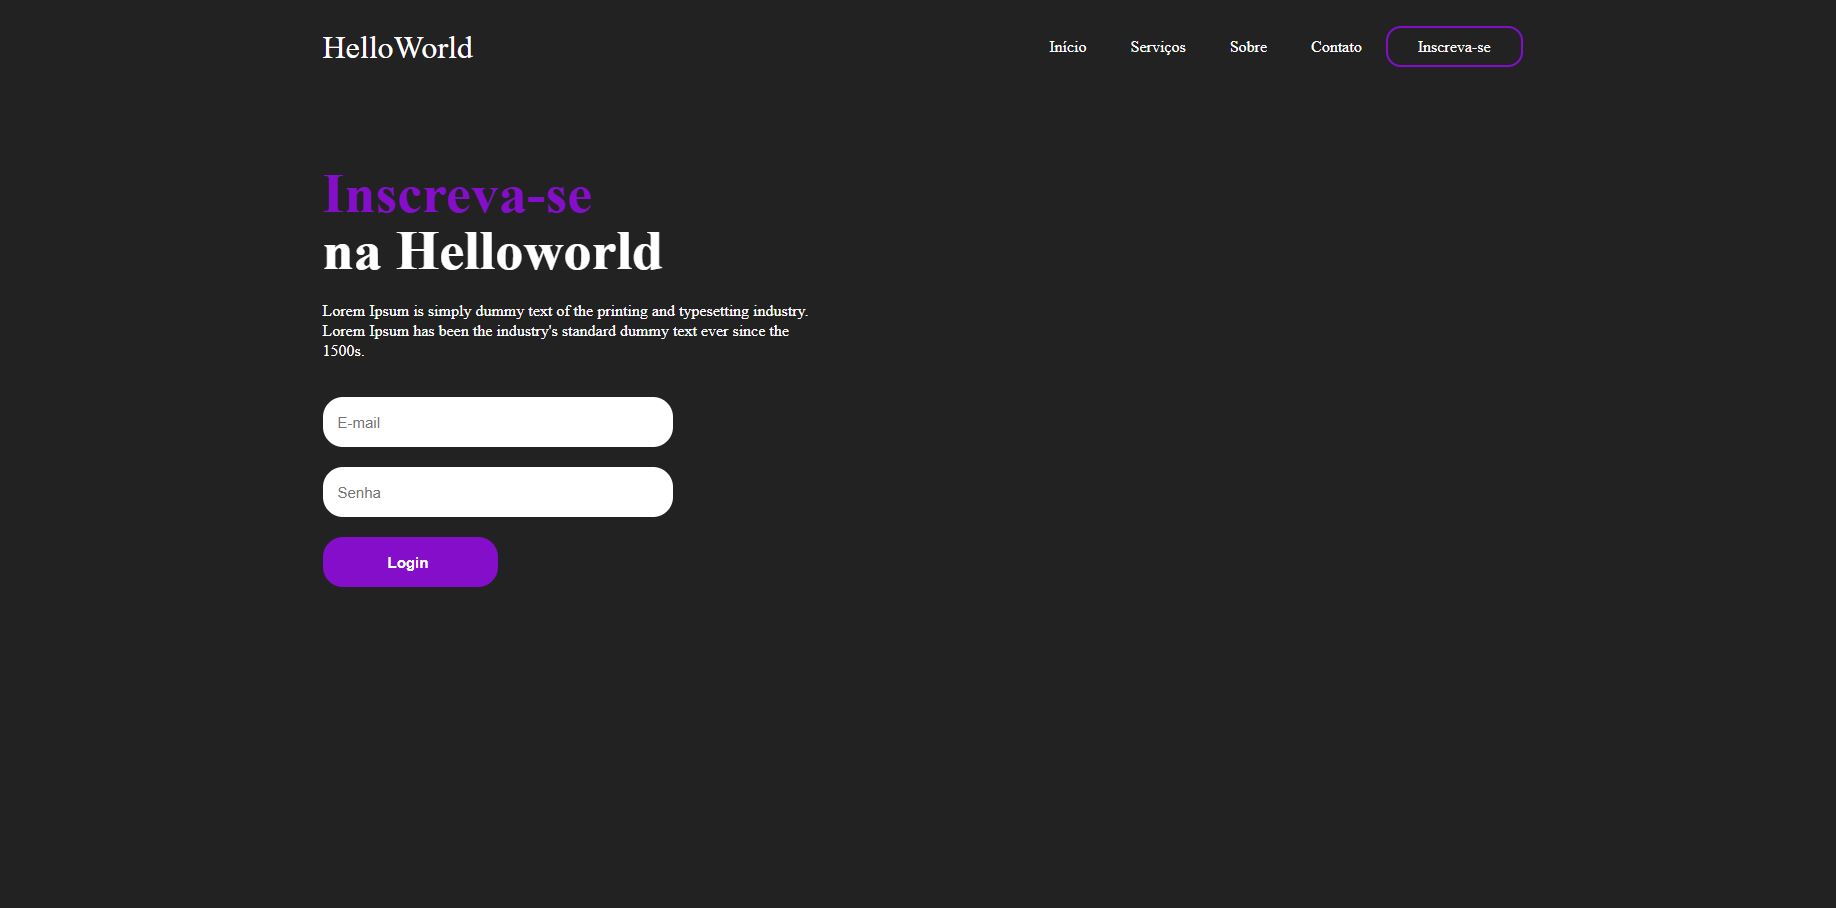 HelloWorld
Início Serviços Sobre Contato Inscreva-se
Inscreva-se
na Helloworld
Lorem Ipsum is simply dummy text of the printing and typesetting industry.
Lorem Ipsum has been the industry's standard dummy text ever since the
1500s.
E-mail
Senha
Login